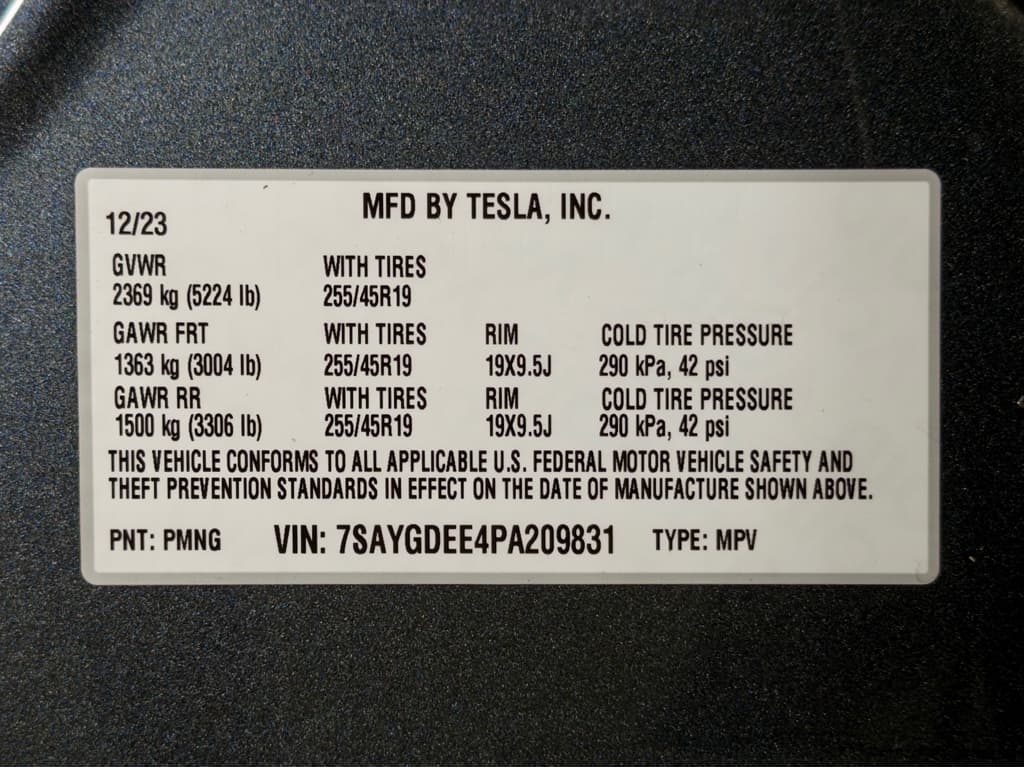 MFD BY TESLA, INC.
12/23
GVWR WITH TIRES
2369 kg (5224 lb) 255/45R19
GAWR FRT WITH TIRES RIM COLD TIRE PRESSURE
1363 kg (3004 lb) 255/45R19 19X9.5J 290 kPa, 42 psi
GAWR RR WITH TIRES RIM COLD TIRE PRESSURE
1500 kg (3306 lb) 255/45R19 19X9.5J 290 kPa, 42 psi
THIS VEHICLE CONFORMS TO ALL APPLICABLE U.S. FEDERAL MOTOR VEHICLE SAFETY AND
THEFT PREVENTION STANDARDS IN EFFECT ON THE DATE OF MANUFACTURE SHOWN ABOVE.
PNT: PMNG VIN: 7SAYGDEE4PA209831 TYPE: MPV